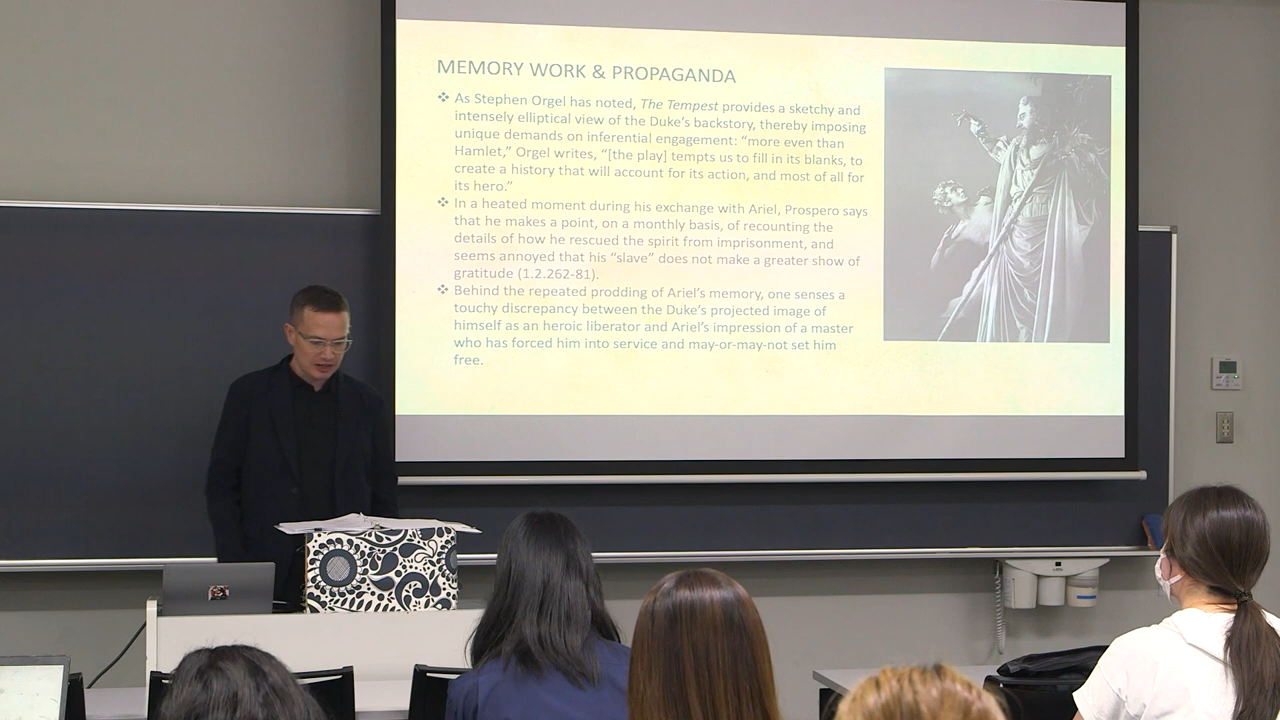 MEMORY WORK & PROPAGANDA
❖ As Stephen Orgel has noted, The Tempest provides a sketchy and
intensely elliptical view of the Duke's backstory, thereby imposing
unique demands on inferential engagement: “more even than
Hamlet,” Orgel writes, “[the play] tempts us to fill in its blanks, to
create a history that will account for its action, and most of all for
its hero.”
❖ In a heated moment during his exchange with Ariel, Prospero says
that he makes a point, on a monthly basis, of recounting the
details of how he rescued the spirit from imprisonment, and
seems annoyed that his “slave” does not make a greater show of
gratitude (1.2.262-81).
❖ Behind the repeated prodding of Ariel's memory, one senses a
touchy discrepancy between the Duke's projected image of
himself as an heroic liberator and Ariel's impression of a master
who has forced him into service and may-or-may-not set him
free.